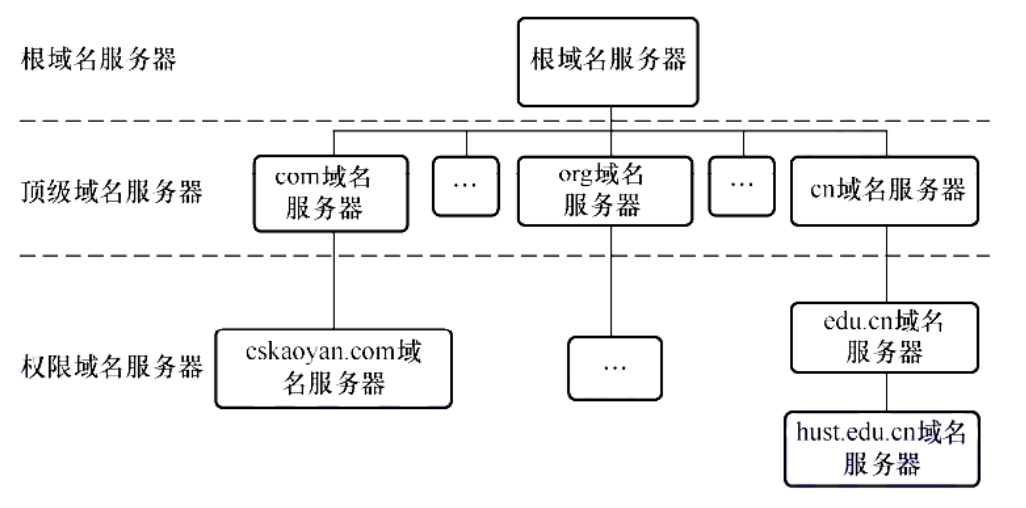 根域名服务器
根域名服务器
顶级域名服务器
com域名
服务器
…
org域名
服务器
…
cn域名服务器
权限域名服务器
cskaoyan.com域
名服务器
…
edu.cn域名
服务器
hust.edu.cn域名
服务器